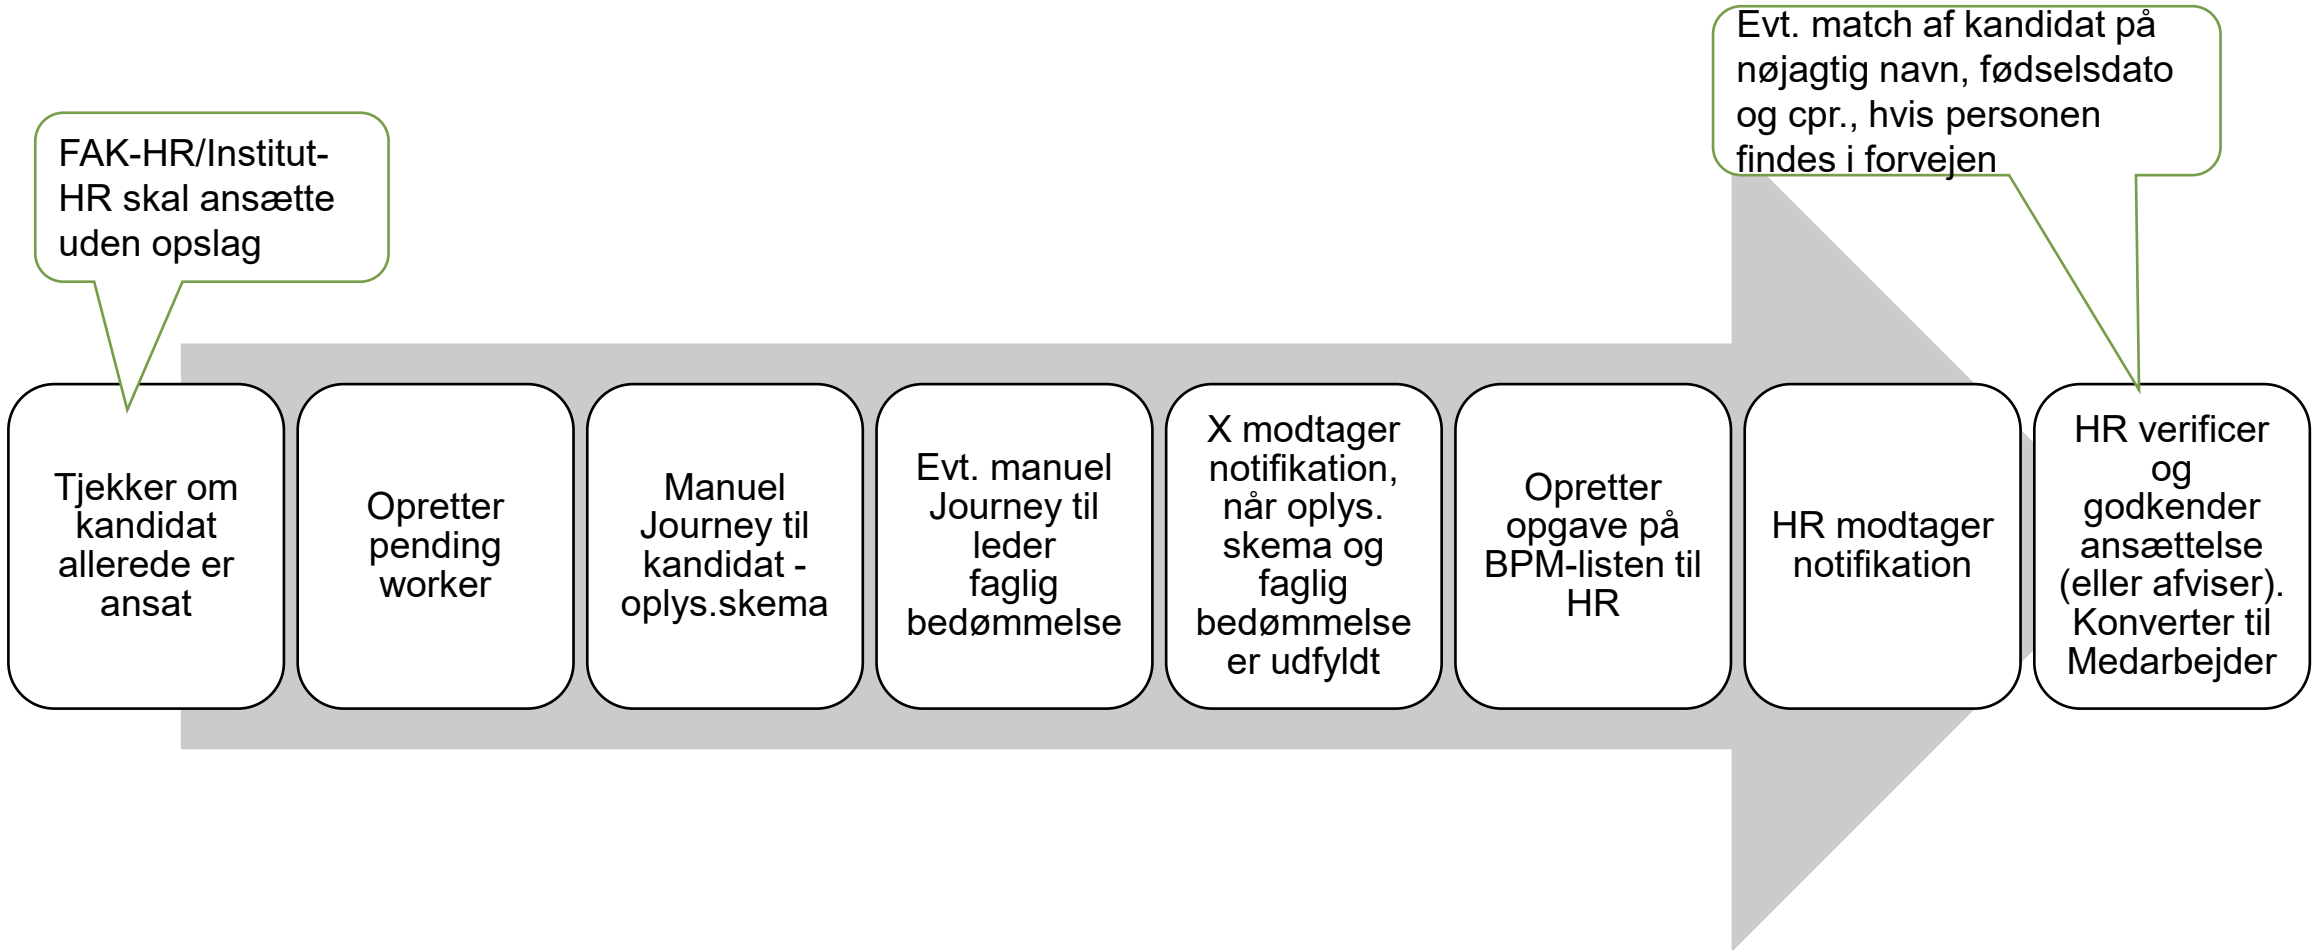 Evt. match af kandidat på
nøjagtig navn, fødselsdato
og cpr., hvis personen
findes i forvejen
FAK-HR/Institut-
HR skal ansætte
uden opslag
Tjekker om
kandidat
allerede er
ansat
Opretter
pending
worker
Manuel
Journey til
kandidat -
oplys.skema
Evt. manuel
Journey til
leder
faglig
bedømmelse
X modtager
notifikation,
når oplys.
skema og
faglig
bedømmelse
er udfyldt
Opretter
opgave på
BPM-listen til
HR
HR modtager
notifikation
HR verificer
og
godkender
ansættelse
(eller afviser).
Konverter til
Medarbejder